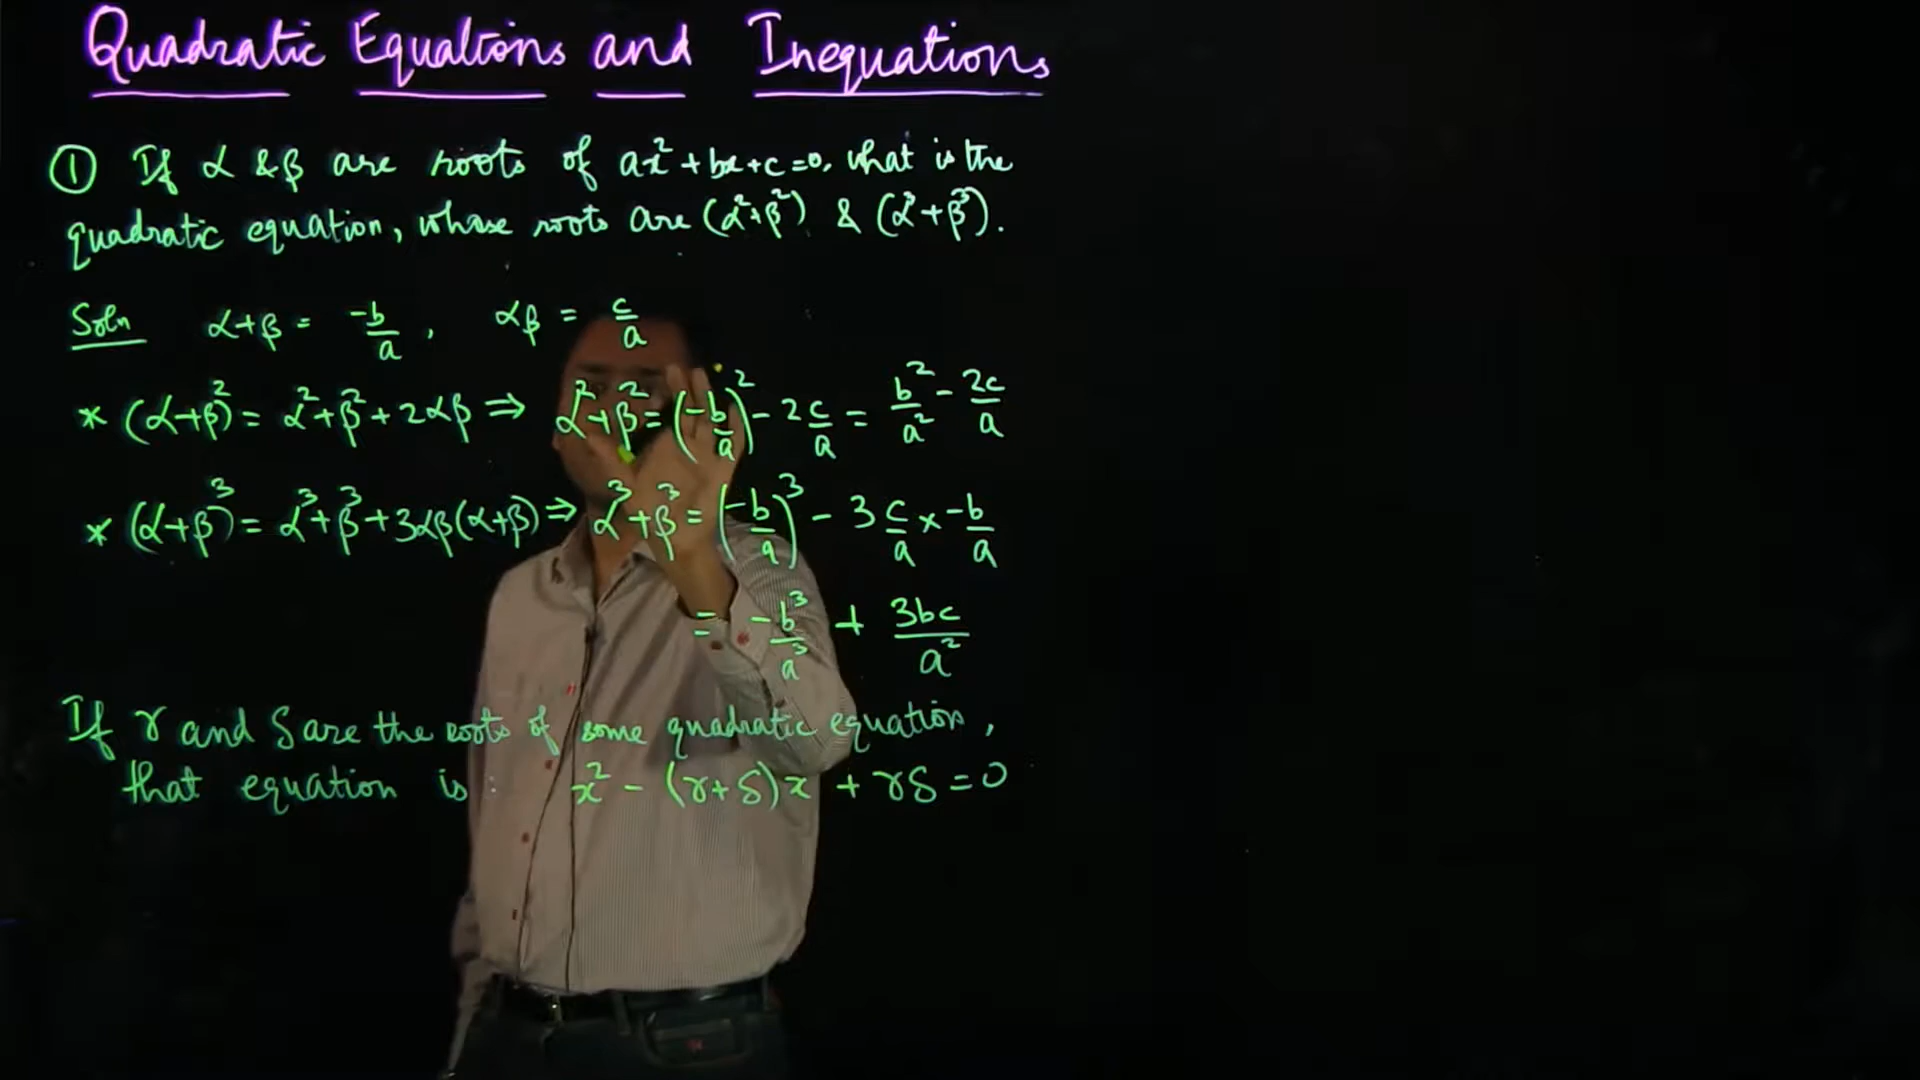 Quadratic Equations and Inequations
① If α & β are roots of ax²+bx+c=0, what is the
quadratic equation, whose roots are (α²+β²) & (α³+β³).
Soln α+β = -b/a , αβ = c/a
* (α+β)² = α²+β²+2αβ ⇒ α²+β² = (-b/a)² - 2 c/a = b²/a² - 2c/a
* (α+β)³ = α³+β³+3αβ(α+β) ⇒ α³+β³ = (-b/a)³ - 3 c/a × -b/a
= -b³/a³ + 3bc/a²
If γ and δ are the roots of some quadratic equation,
that equation is : x² - (γ+δ)x + γδ = 0